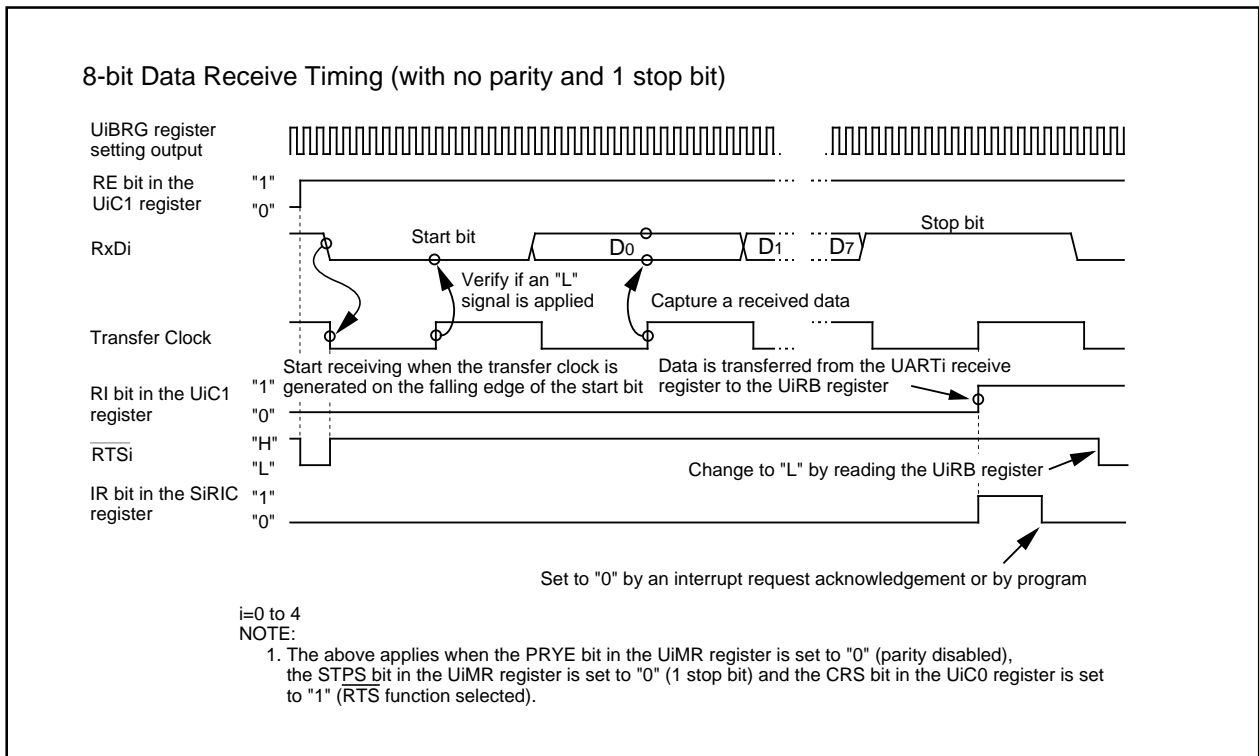 8-bit Data Receive Timing (with no parity and 1 stop bit)
UiBRG register
setting output
RE bit in the
UiC1 register
"1"
"0"
RxDi
Start bit
D0
D1
D7
Stop bit
Verify if an "L"
signal is applied
Capture a received data
Transfer Clock
Start receiving when the transfer clock is
generated on the falling edge of the start bit
Data is transferred from the UARTi receive
register to the UiRB register
RI bit in the UiC1
register
"1"
"0"
RTSi
"H"
"L"
Change to "L" by reading the UiRB register
IR bit in the SiRIC
register
"1"
"0"
Set to "0" by an interrupt request acknowledgement or by program
i=0 to 4
NOTE:
1. The above applies when the PRYE bit in the UiMR register is set to "0" (parity disabled),
the STPS bit in the UiMR register is set to "0" (1 stop bit) and the CRS bit in the UiC0 register is set
to "1" (RTS function selected).